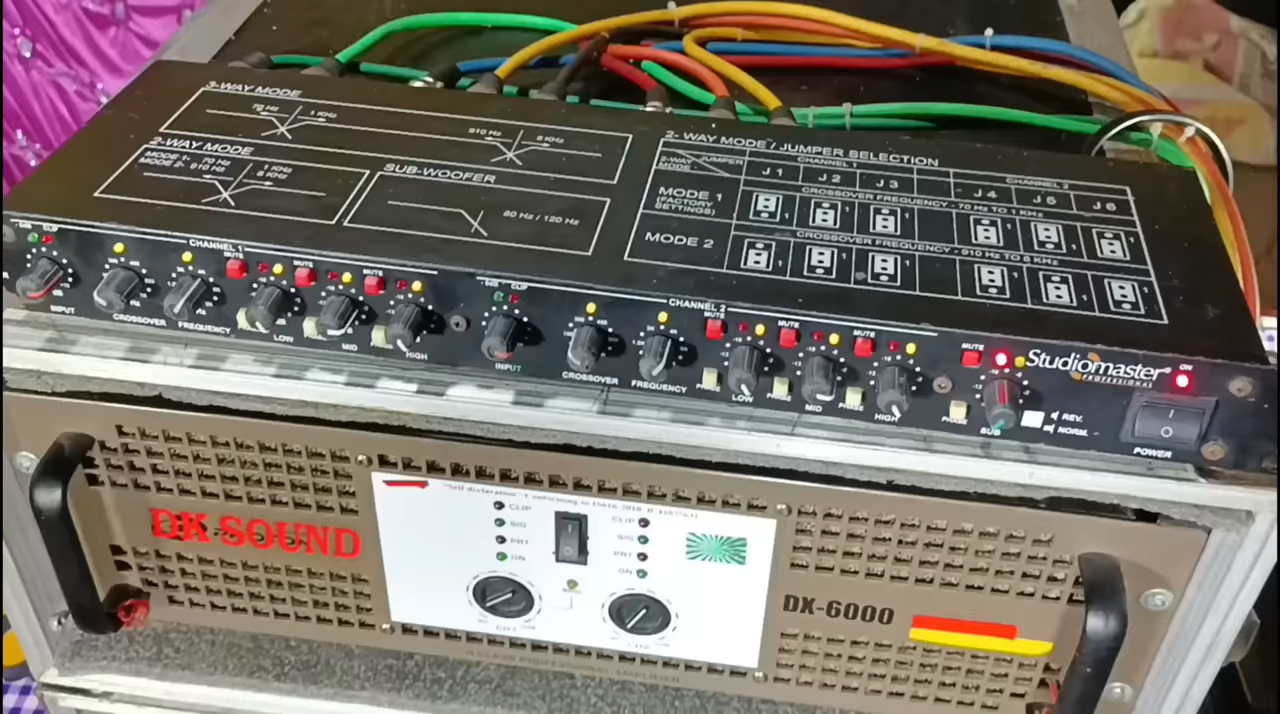 3-WAY MODE
70 Hz
1 KHz
910 Hz
8 KHz
2-WAY MODE
MODE 1- 70 Hz
MODE 2- 910 Hz
1 KHz
8 KHz
SUB-WOOFER
80 Hz / 120 Hz
2- WAY MODE / JUMPER SELECTION
2-WAY MODE
JUMPER
CHANNEL 1
CHANNEL 2
J 1
J 2
J 3
J 4
J 5
J 6
MODE 1
(FACTORY SETTINGS)
CROSSOVER FREQUENCY - 70 Hz TO 1 KHz
MODE 2
CROSSOVER FREQUENCY - 910 Hz TO 8 KHz
CLIP
CHANNEL 1
MUTE
MUTE
MUTE
INPUT
CROSSOVER
FREQUENCY
LOW
MID
HIGH
CLIP
CHANNEL 2
MUTE
MUTE
MUTE
MUTE
INPUT
CROSSOVER
FREQUENCY
PHASE
LOW
PHASE
MID
PHASE
HIGH
PHASE
SUB
REV.
NORM.
Studiomaster
PROFESSIONAL
ON
POWER
DK SOUND
CLIP
SIG
PRT
ON
CLIP
SIG
PRT
ON
CH1
DX-6000